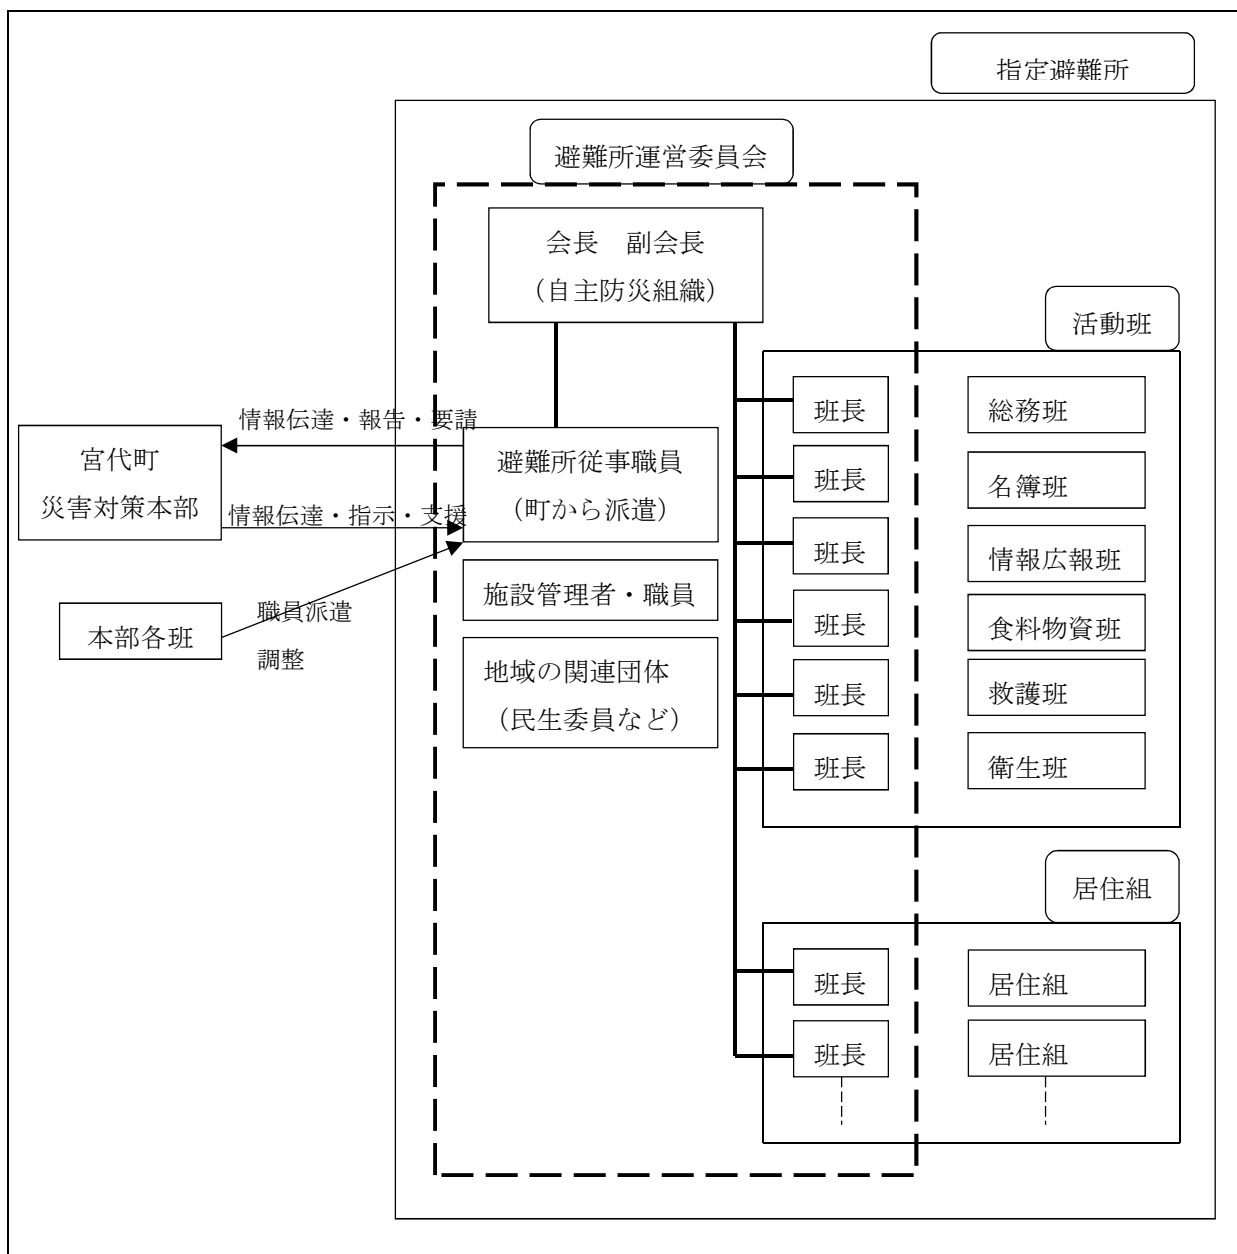 指定避難所
避難所運営委員会
会長 副会長
（自主防災組織）
活動班
班長 総務班
班長 名簿班
班長 情報広報班
班長 食料物資班
班長 救護班
班長 衛生班
情報伝達・報告・要請
宮代町
災害対策本部
情報伝達・指示・支援
避難所従事職員
（町から派遣）
施設管理者・職員
本部各班
職員派遣
調整
地域の関連団体
（民生委員など）
居住組
班長 居住組
班長 居住組